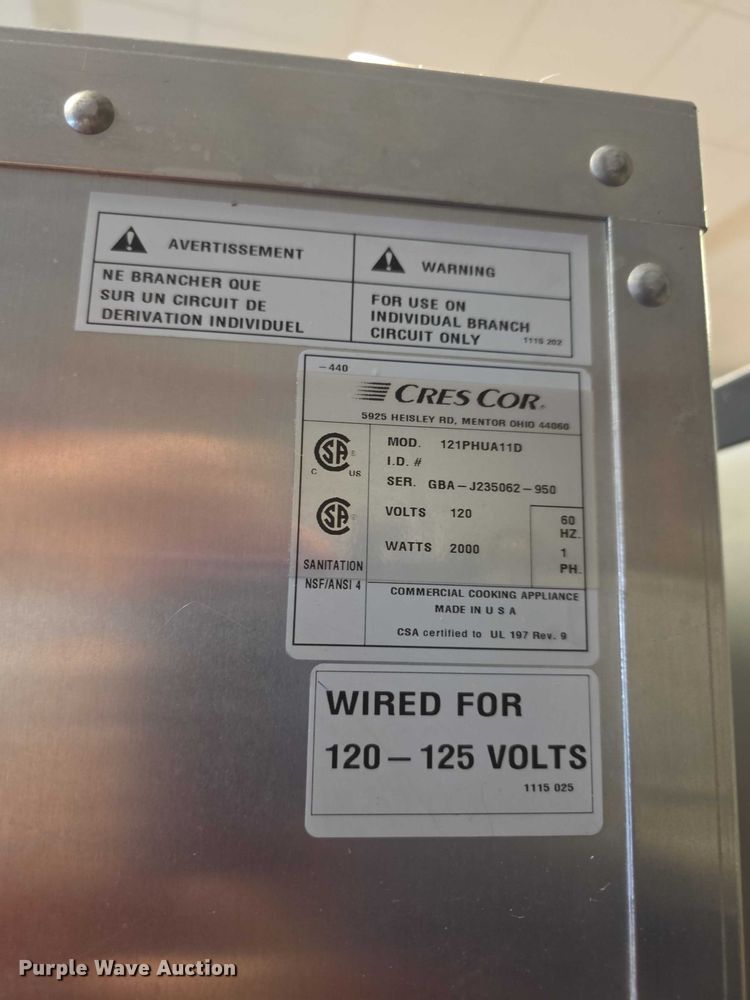 AVERTISSEMENT
NE BRANCHER QUE
SUR UN CIRCUIT DE
DERIVATION INDIVIDUEL
WARNING
FOR USE ON
INDIVIDUAL BRANCH
CIRCUIT ONLY 1115 202
-440
CRES COR®
5925 HEISLEY RD, MENTOR OHIO 44060
CSA®
C US
CSA®
SANITATION
NSF/ANSI 4
MOD. 121PHUA11D
I.D. #
SER. GBA-J235062-950
VOLTS 120
WATTS 2000
60
HZ.
1
PH.
COMMERCIAL COOKING APPLIANCE
MADE IN U S A
CSA certified to UL 197 Rev. 9
WIRED FOR
120-125 VOLTS
1115 025
Purple Wave Auction